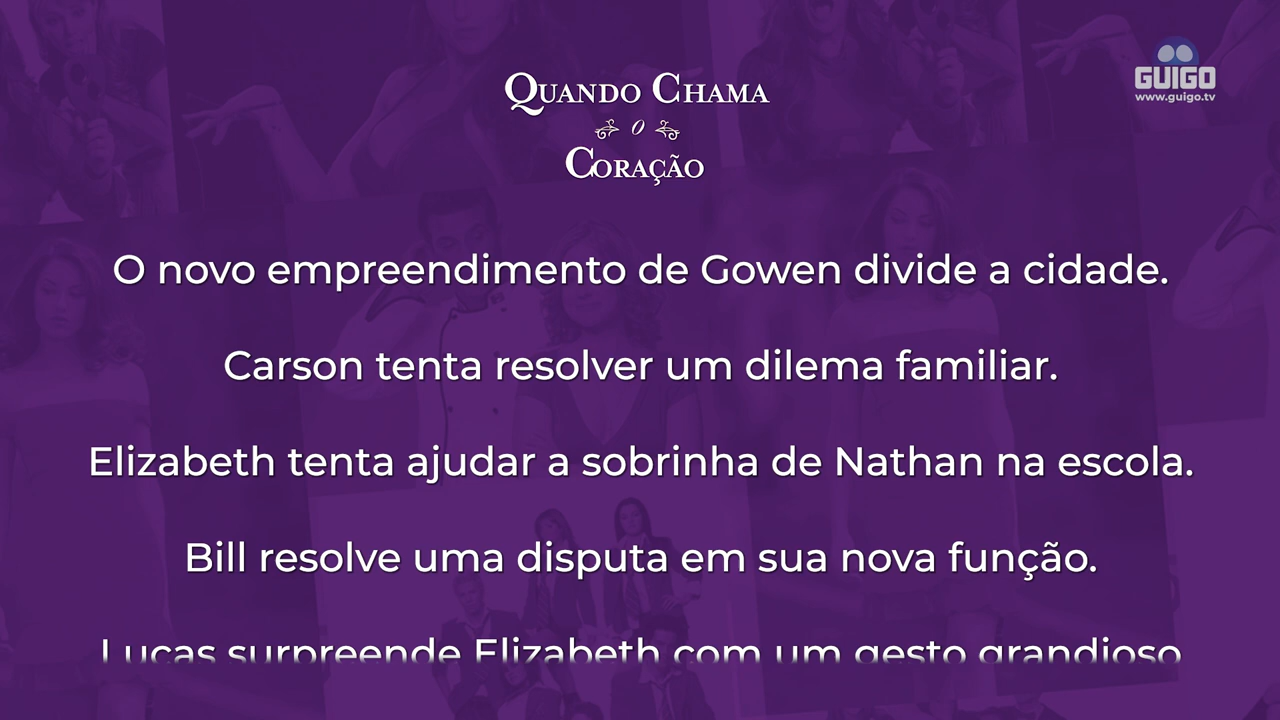 GUIGO
www.guigo.tv
QUANDO CHAMA
O
CORAÇÃO
O novo empreendimento de Gowen divide a cidade.
Carson tenta resolver um dilema familiar.
Elizabeth tenta ajudar a sobrinha de Nathan na escola.
Bill resolve uma disputa em sua nova função.
Lucas surpreende Elizabeth com um gesto grandioso